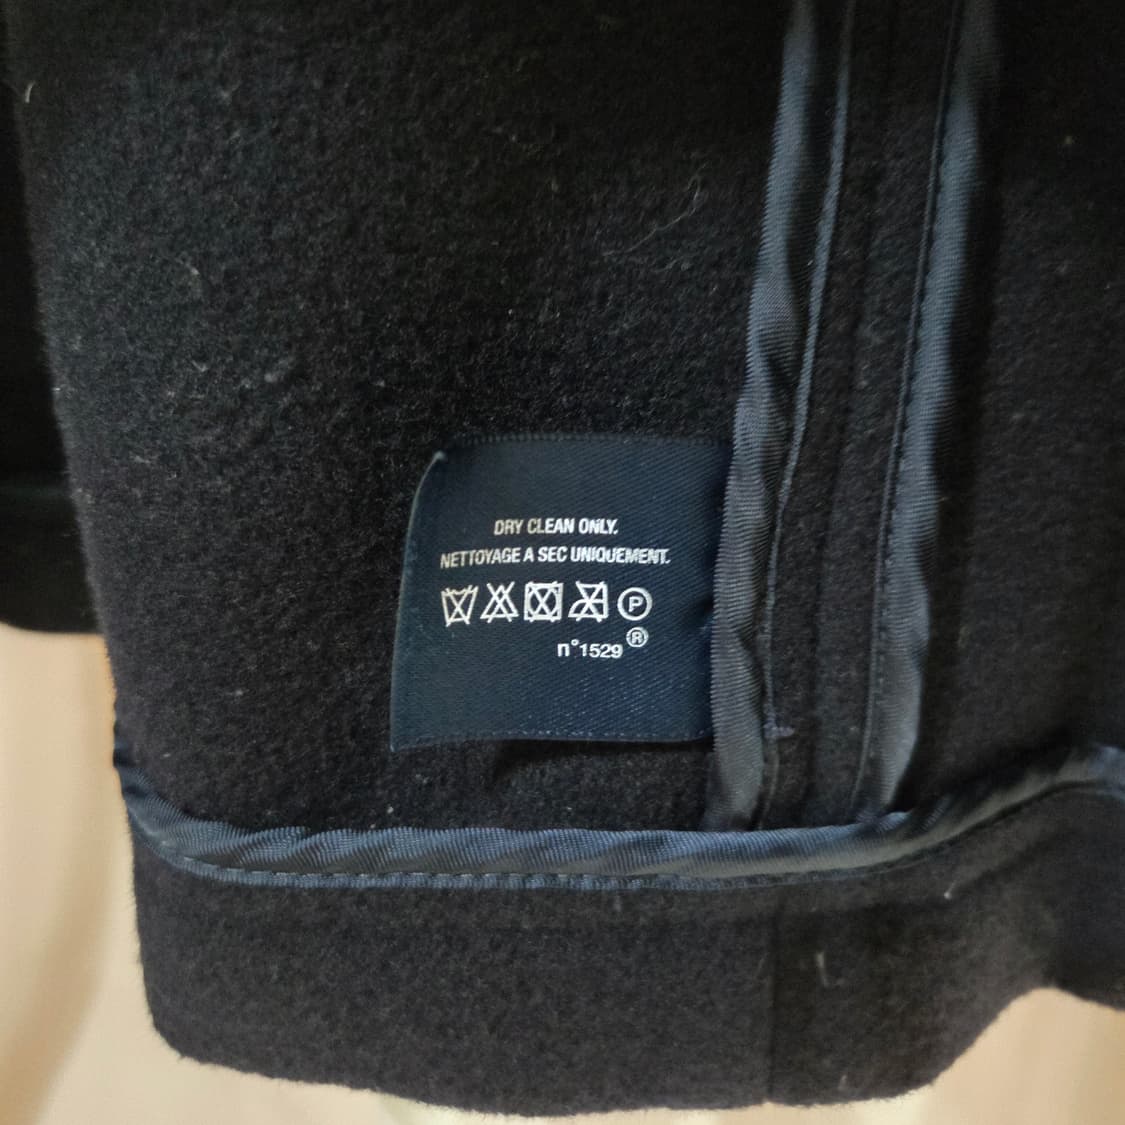 DRY CLEAN ONLY.
NETTOYAGE A SEC UNIQUEMENT.
P
n°1529®